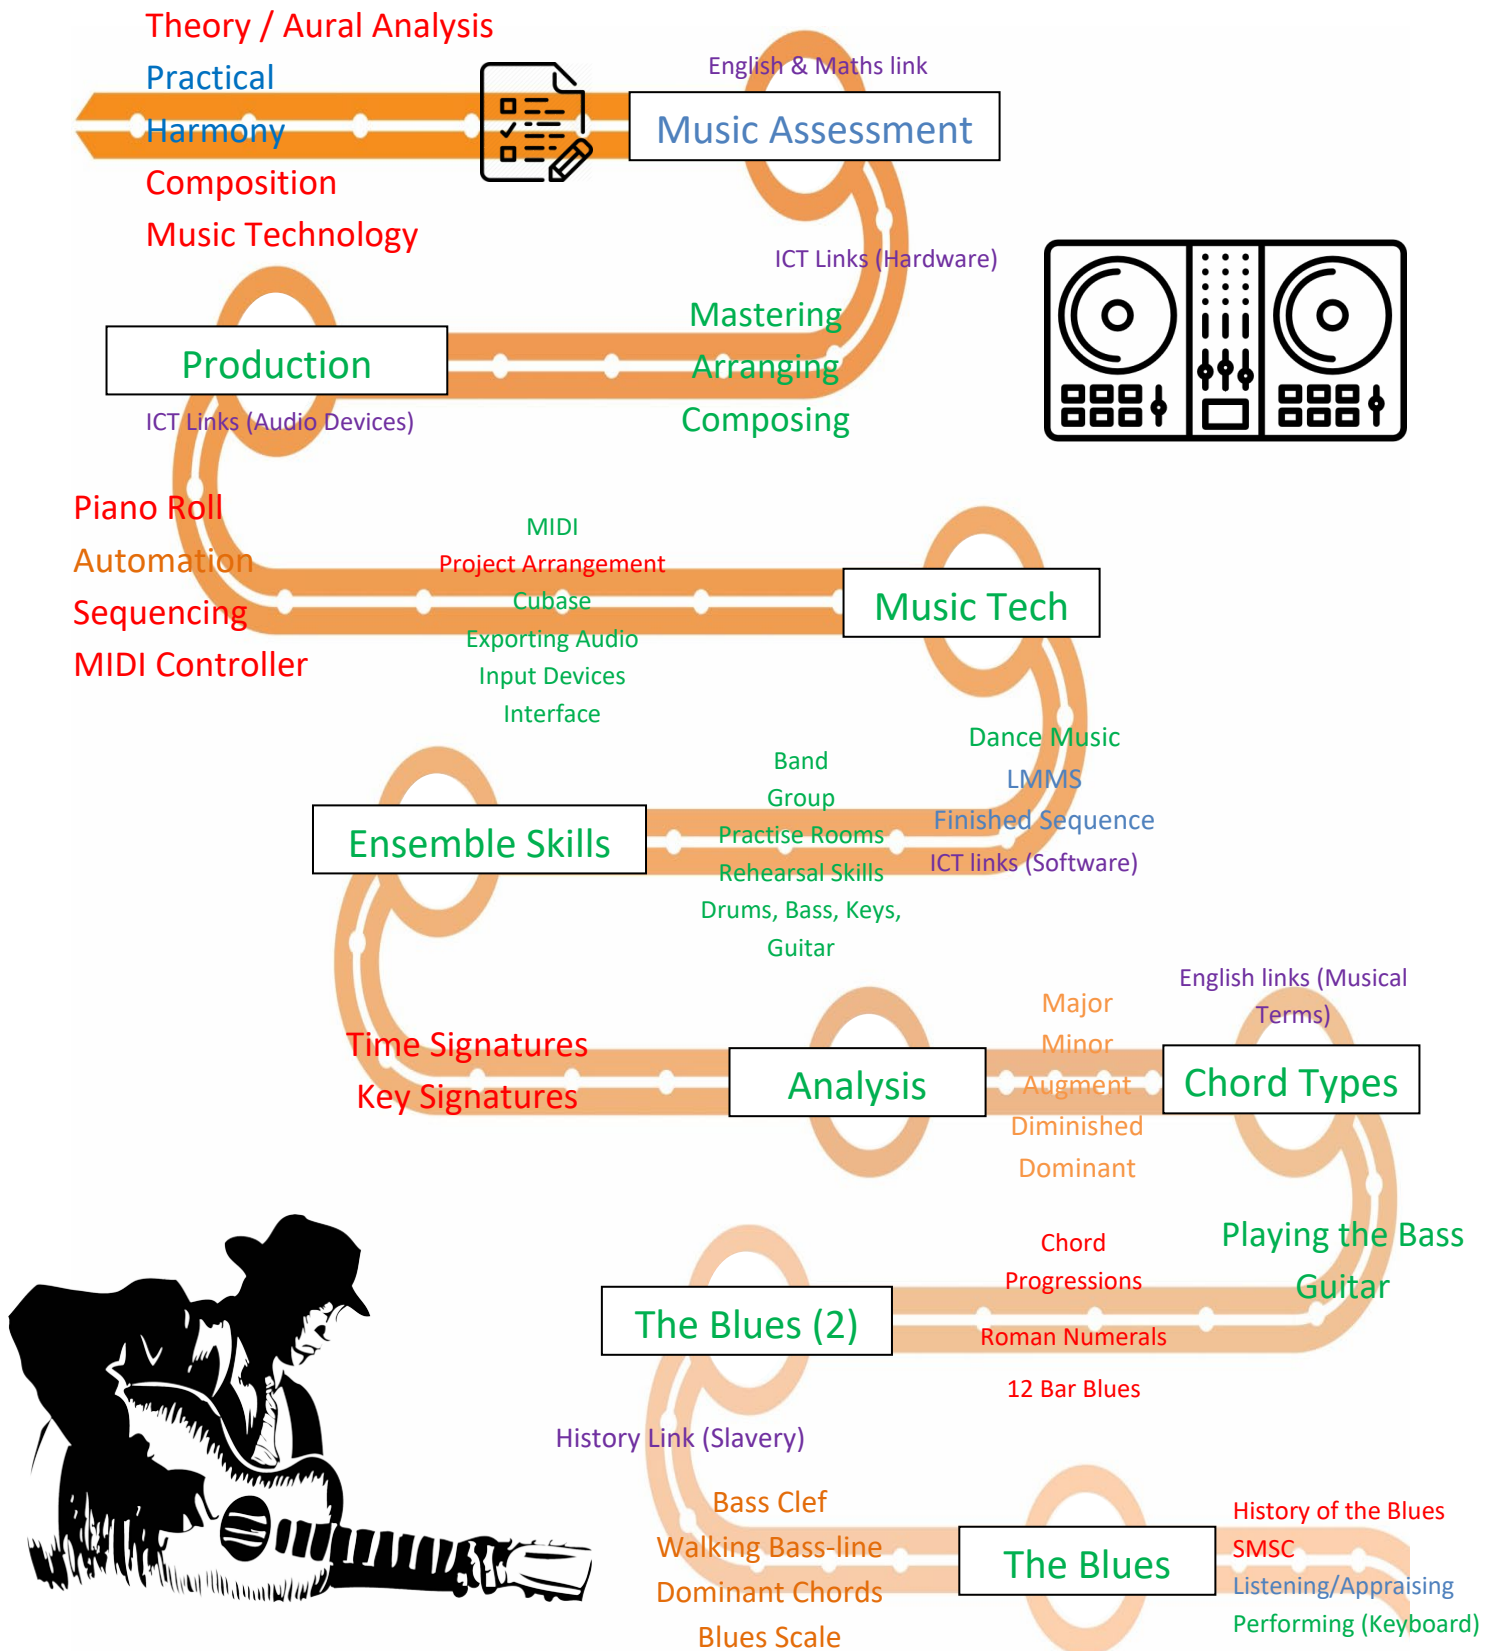 Theory / Aural Analysis
Practical
Harmony
Composition
Music Technology
English & Maths link
Music Assessment
ICT Links (Hardware)
Mastering
Arranging
Composing
Production
ICT Links (Audio Devices)
Piano Roll
Automation
Sequencing
MIDI Controller
MIDI
Project Arrangement
Cubase
Exporting Audio
Input Devices
Interface
Music Tech
Dance Music
LMMS
Finished Sequence
ICT links (Software)
Band
Group
Practise Rooms
Rehearsal Skills
Drums, Bass, Keys,
Guitar
Ensemble Skills
Time Signatures
Key Signatures
Analysis
Major
Minor
Augment
Diminished
Dominant
English links (Musical
Terms)
Chord Types
Playing the Bass
Guitar
Chord
Progressions
Roman Numerals
12 Bar Blues
The Blues (2)
History Link (Slavery)
Bass Clef
Walking Bass-line
Dominant Chords
Blues Scale
The Blues
History of the Blues
SMSC
Listening/Appraising
Performing (Keyboard)